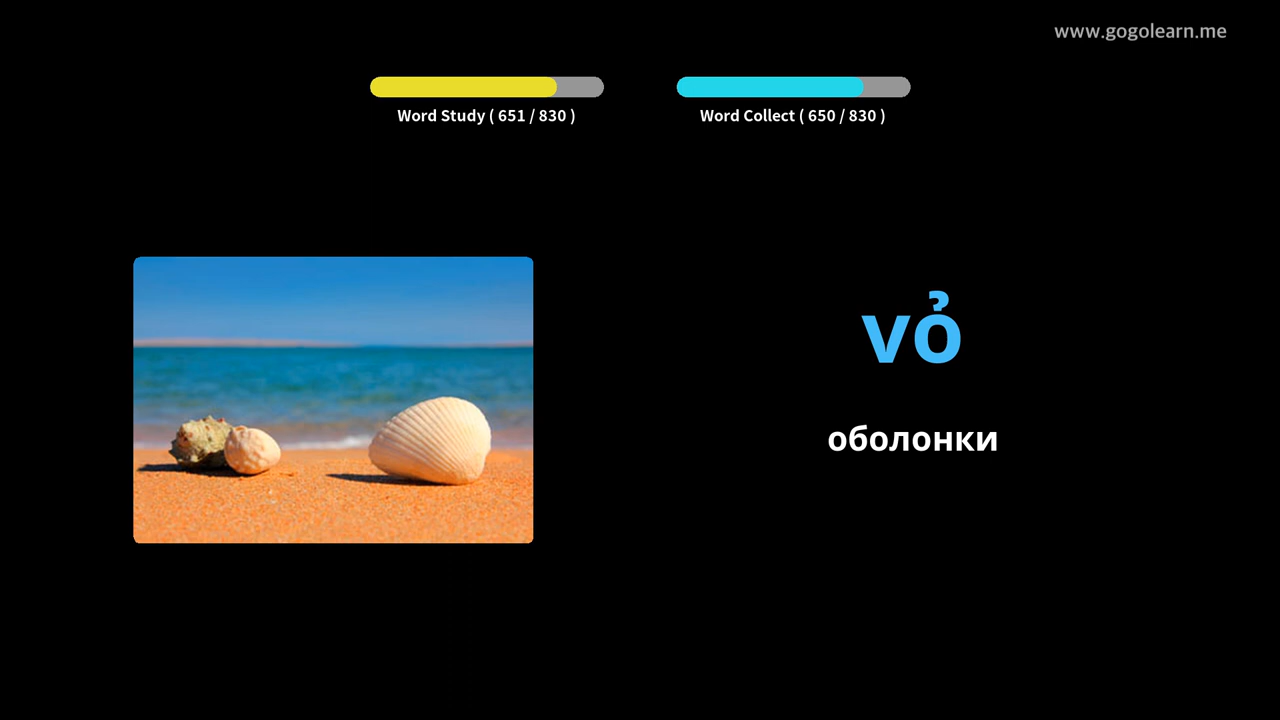 www.gogolearn.me
Word Study ( 651 / 830 )
Word Collect ( 650 / 830 )
vỏ
оболонки